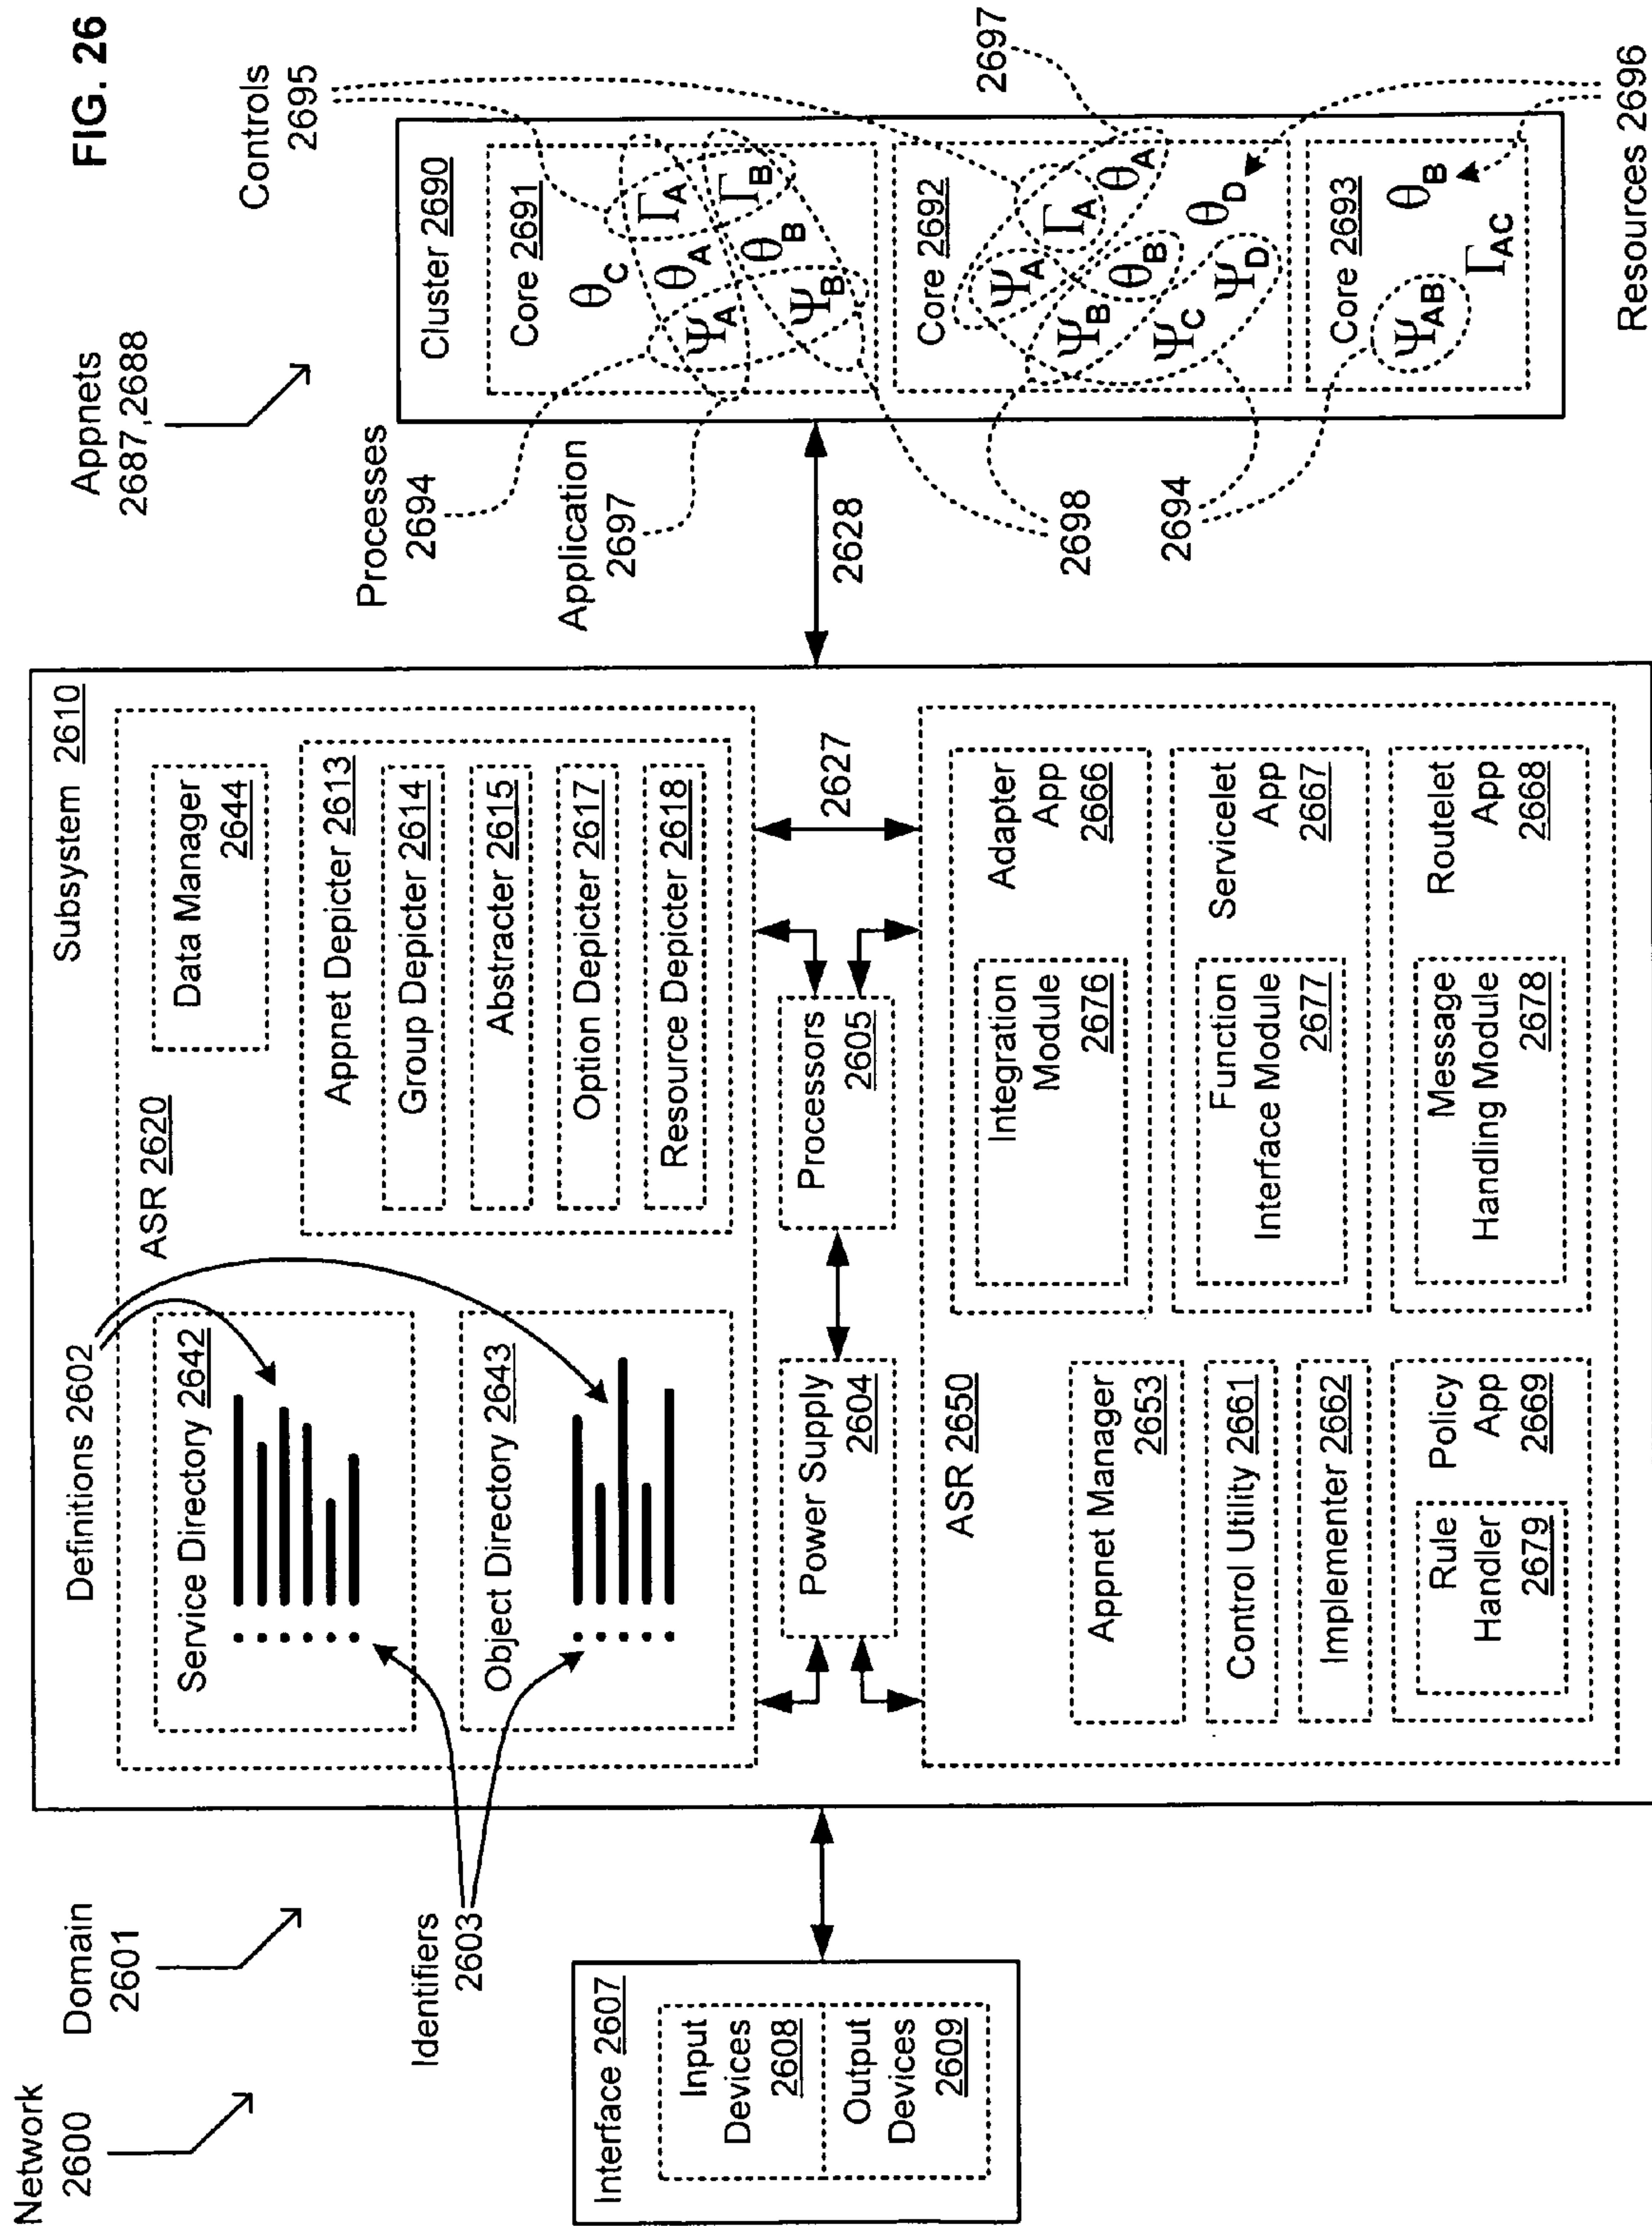 FIG. 26
Network
2600
Domain
2601
Identifiers
2603
Interface 2607
Input
Devices
2608
Output
Devices
2609
Definitions 2602
Subsystem 2610
ASR 2620
Service Directory 2642
Object Directory 2643
Data Manager
2644
Appnet Depicter 2613
Group Depicter 2614
Abstracter 2615
Option Depicter 2617
Resource Depicter 2618
Power Supply
2604
Processors
2605
2627
ASR 2650
Appnet Manager
2653
Control Utility 2661
Implementer 2662
Rule
Handler
2679
Policy
App
2669
Integration
Module
2676
Adapter
App
2666
Function
Interface Module
2677
Servicelet
App
2667
Message
Handling Module
2678
Routelet
App
2668
2628
Appnets
2687,2688
Processes
2694
Application
2697
2698
2694
Controls
2695
2697
Resources 2696
Cluster 2690
Core 2691
θC
ΨA θA ΓA
ΨB θB ΓB
Core 2692
ΨA ΓA
ΨB θB θA
ΨC
ΨD θD
Core 2693
ΨAB θB
ΓAC